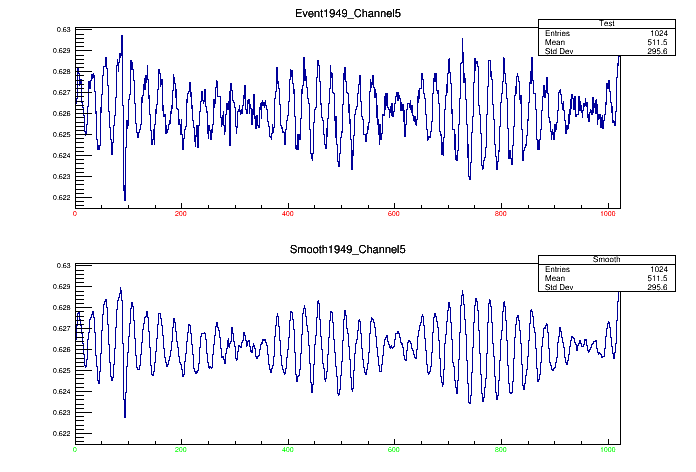 Event1949_Channel5
Test
Entries 1024
Mean 511.5
Std Dev 295.6
0.63
0.629
0.628
0.627
0.626
0.625
0.624
0.623
0.622
0 200 400 600 800 1000
Smooth1949_Channel5
Smooth
Entries 1024
Mean 511.5
Std Dev 295.6
0.63
0.629
0.628
0.627
0.626
0.625
0.624
0.623
0.622
0 200 400 600 800 1000